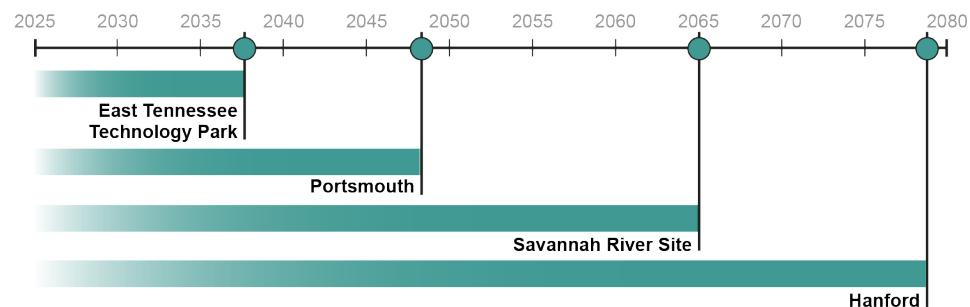 2025 2030 2035 2040 2045 2050 2055 2060 2065 2070 2075 2080
East Tennessee
Technology Park
Portsmouth
Savannah River Site
Hanford